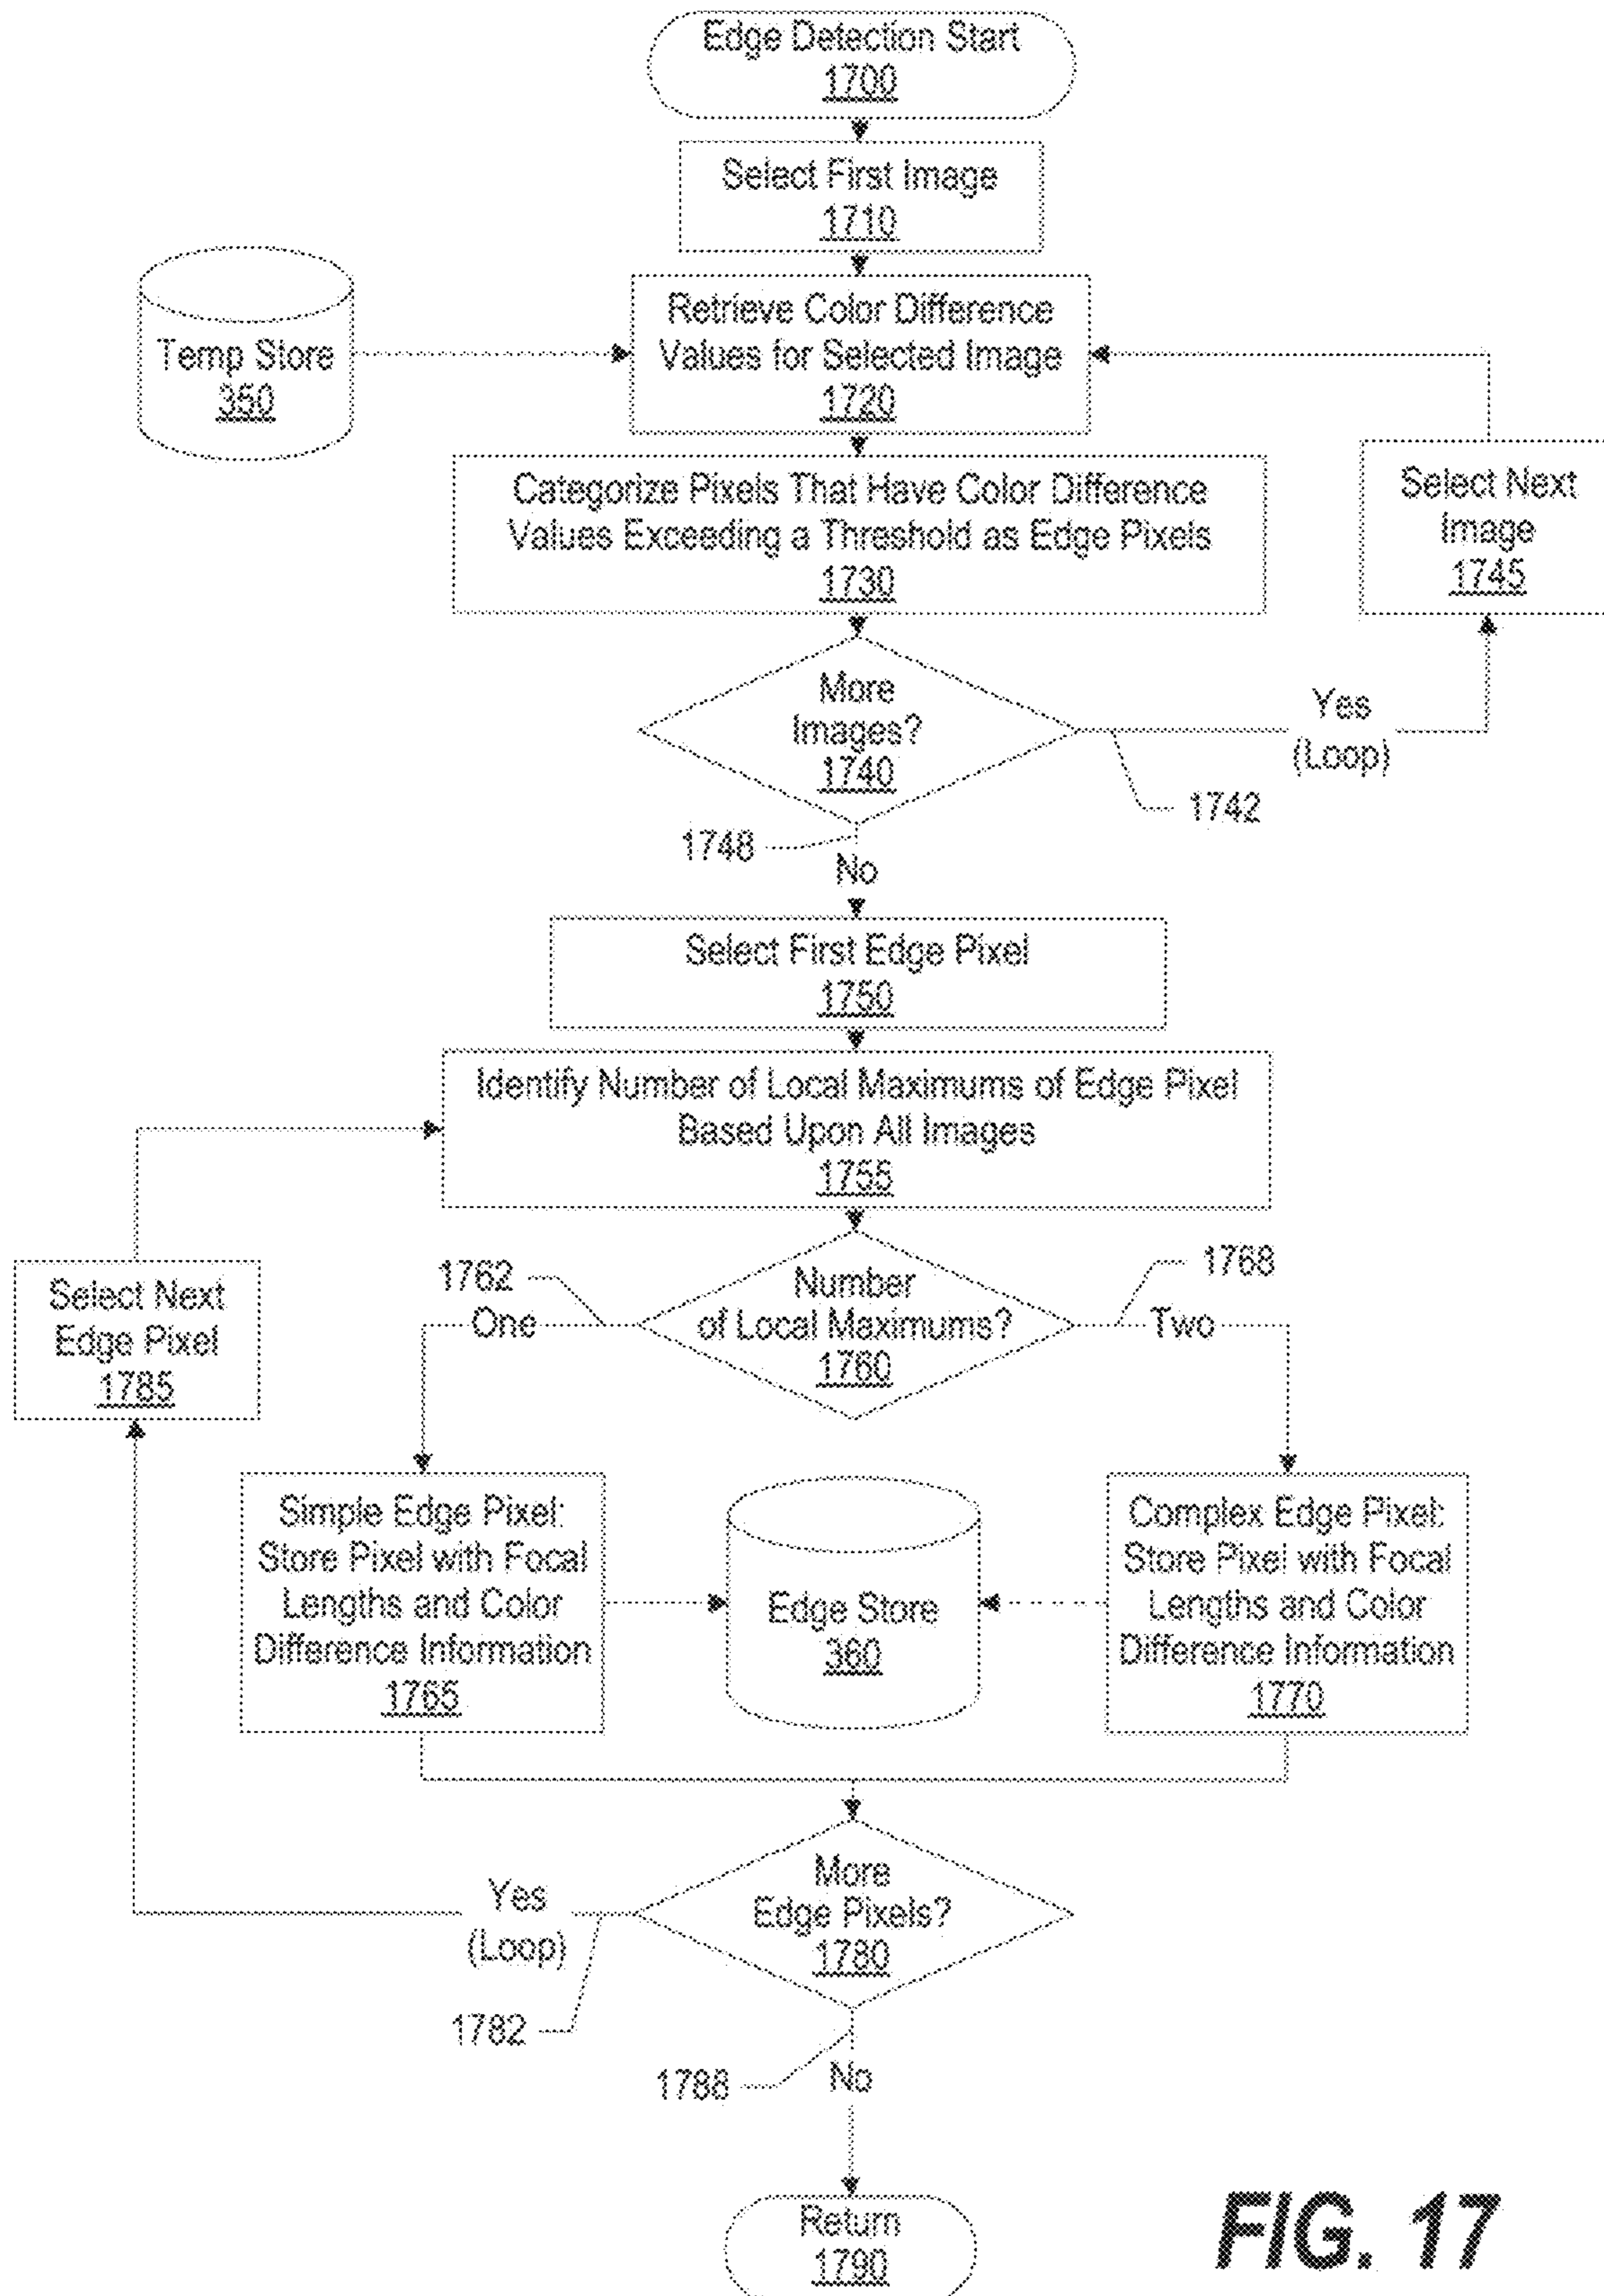 Edge Detection Start
1700
Select First Image
1710
Temp Store
350
Retrieve Color Difference
Values for Selected Image
1720
Categorize Pixels That Have Color Difference
Values Exceeding a Threshold as Edge Pixels
1730
Select Next
Image
1745
More
Images?
1740
Yes
(Loop)
1742
1748
No
Select First Edge Pixel
1750
Identify Number of Local Maximums of Edge Pixel
Based Upon All Images
1755
Select Next
Edge Pixel
1785
1762
One
Number
of Local Maximums?
1760
1768
Two
Simple Edge Pixel:
Store Pixel with Focal
Lengths and Color
Difference Information
1765
Edge Store
360
Complex Edge Pixel:
Store Pixel with Focal
Lengths and Color
Difference Information
1770
More
Edge Pixels?
1780
Yes
(Loop)
1782
1788
No
Return
1790
FIG. 17